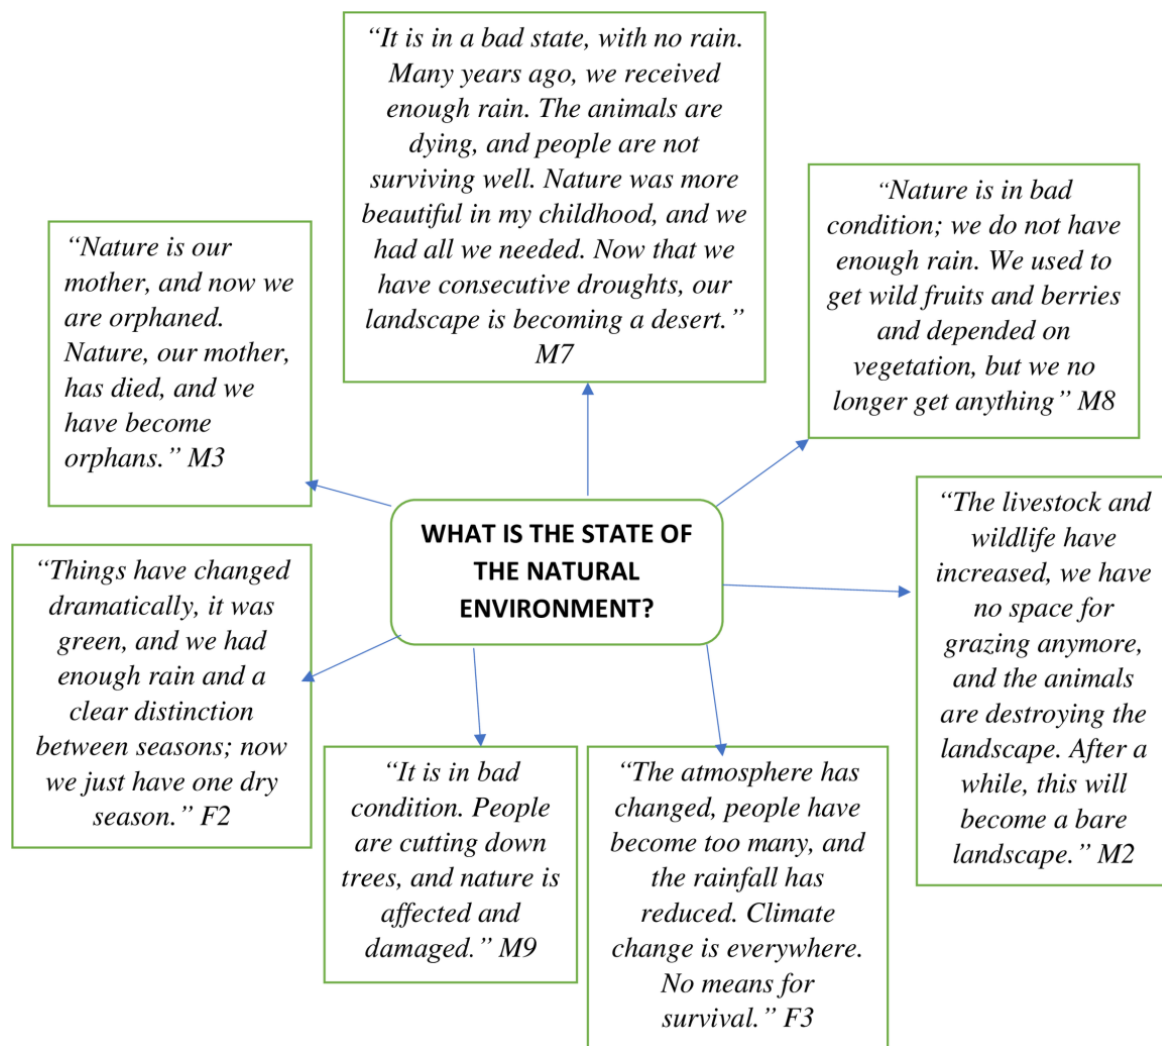 “It is in a bad state, with no rain.
Many years ago, we received
enough rain. The animals are
dying, and people are not
surviving well. Nature was more
beautiful in my childhood, and we
had all we needed. Now that we
have consecutive droughts, our
landscape is becoming a desert.”
M7
“Nature is in bad
condition; we do not have
enough rain. We used to
get wild fruits and berries
and depended on
vegetation, but we no
longer get anything” M8
“Nature is our
mother, and now we
are orphaned.
Nature, our mother,
has died, and we
have become
orphans.” M3
WHAT IS THE STATE OF
THE NATURAL
ENVIRONMENT?
“The livestock and
wildlife have
increased, we have
no space for
grazing anymore,
and the animals
are destroying the
landscape. After a
while, this will
become a bare
landscape.” M2
“Things have changed
dramatically, it was
green, and we had
enough rain and a
clear distinction
between seasons; now
we just have one dry
season.” F2
“It is in bad
condition. People
are cutting down
trees, and nature is
affected and
damaged.” M9
“The atmosphere has
changed, people have
become too many, and
the rainfall has
reduced. Climate
change is everywhere.
No means for
survival.” F3